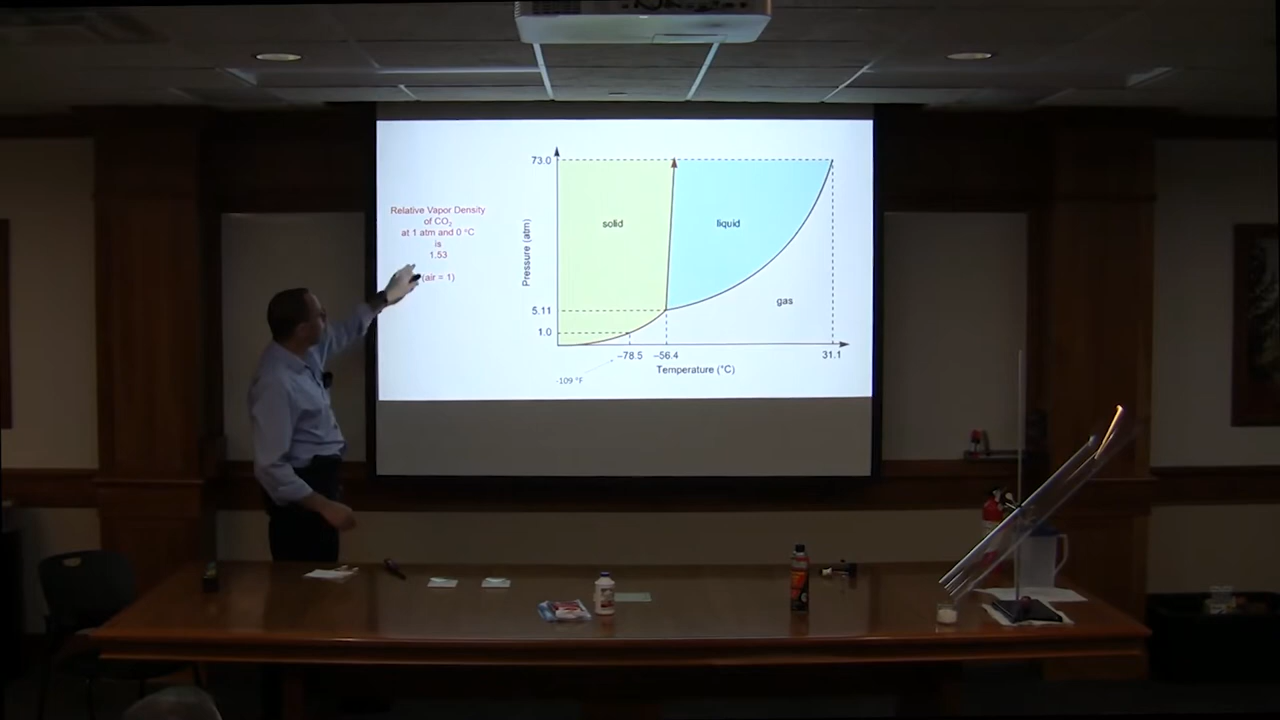 Relative Vapor Density
of CO₂
at 1 atm and 0 °C
is
1.53
(air = 1)
73.0
solid
liquid
Pressure (atm)
gas
5.11
1.0
–78.5
–56.4
31.1
Temperature (°C)
-109 °F